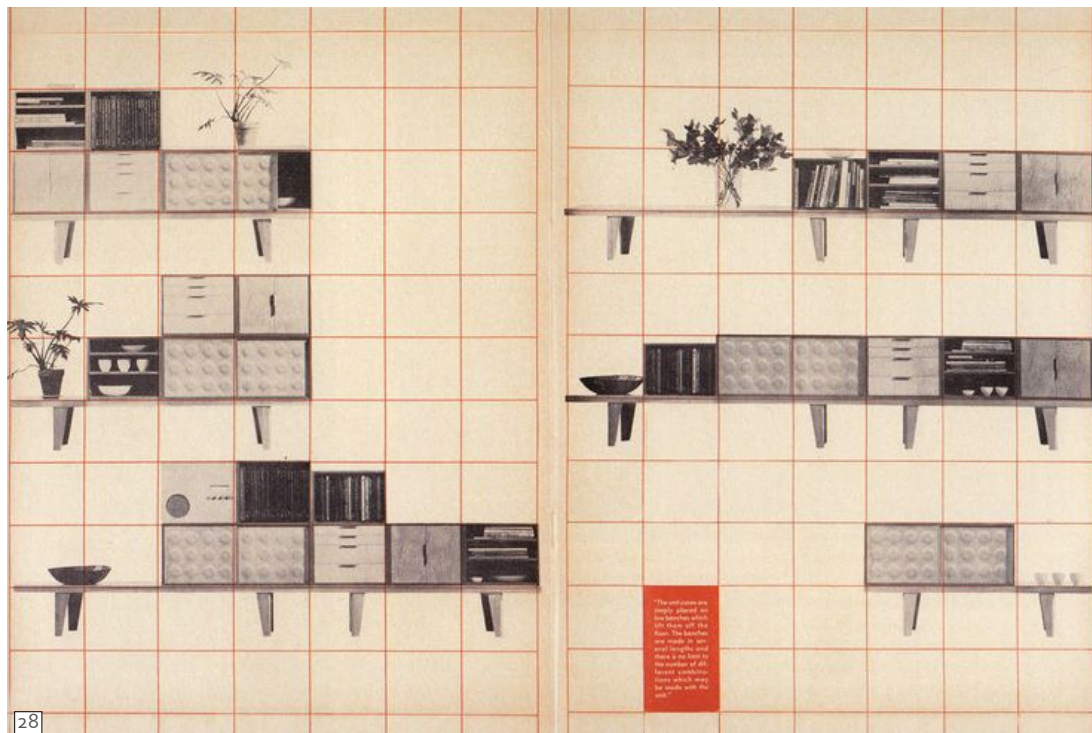 "The unit cases are
simply placed on
low benches which
lift them off the
floor. The benches
are made in sev-
eral lengths and
there is no limit to
the number of dif-
ferent combina-
tions which may
be made with the
unit."
28